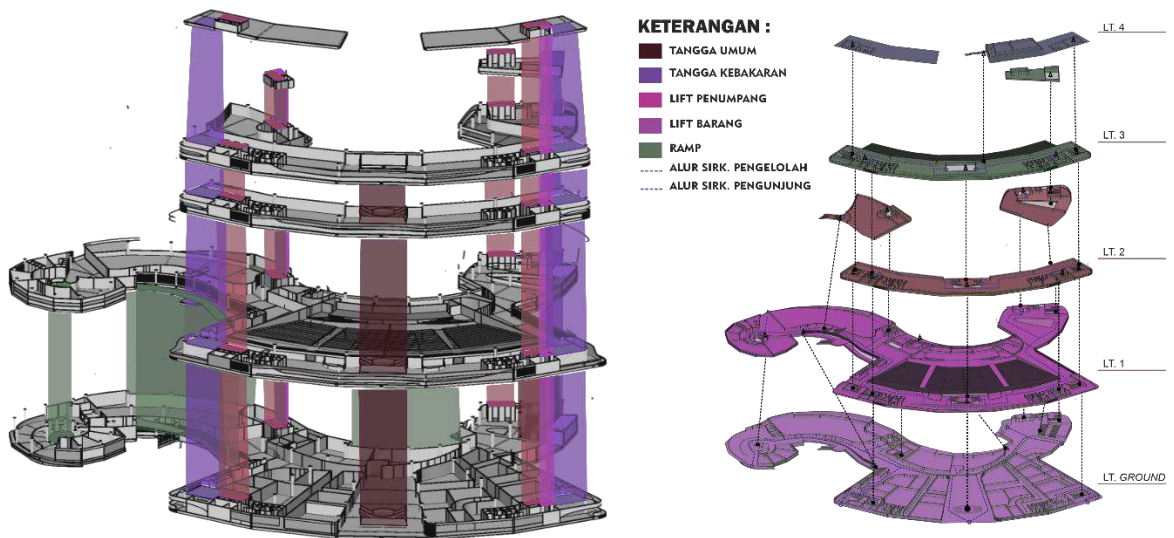 KETERANGAN :
TANGGA UMUM
TANGGA KEBAKARAN
LIFT PENUMPANG
LIFT BARANG
RAMP
ALUR SIRK. PENGELOLAH
ALUR SIRK. PENGUNJUNG
LT. 4
LT. 3
LT. 2
LT. 1
LT. GROUND